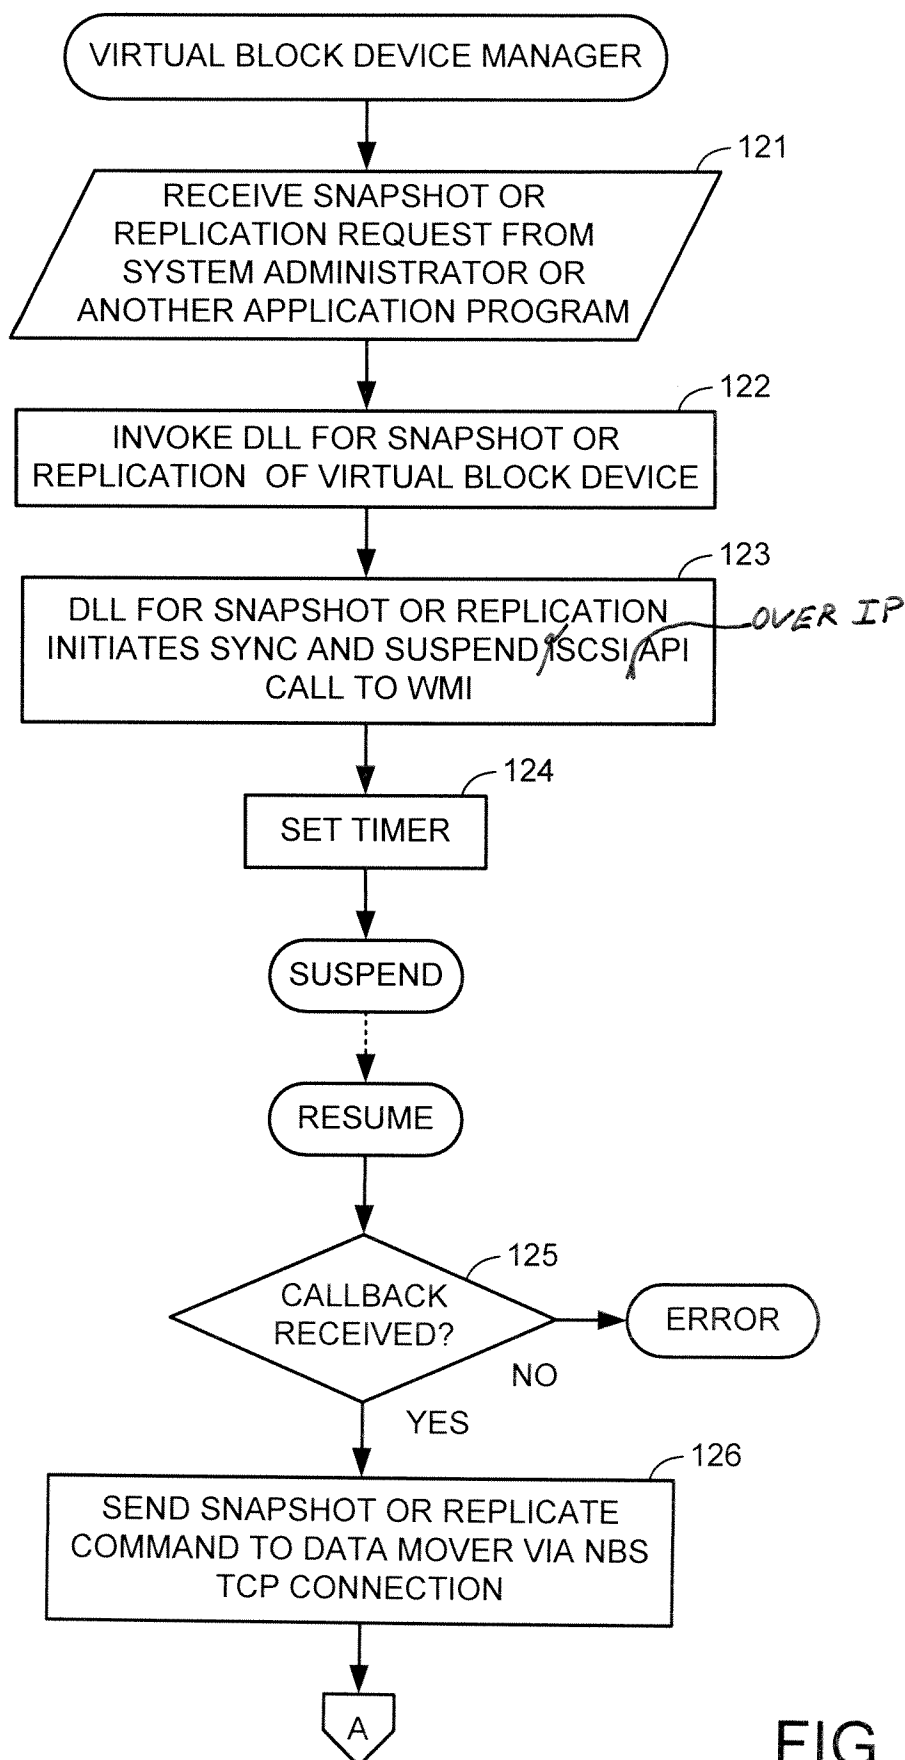 VIRTUAL BLOCK DEVICE MANAGER
121
RECEIVE SNAPSHOT OR
REPLICATION REQUEST FROM
SYSTEM ADMINISTRATOR OR
ANOTHER APPLICATION PROGRAM
122
INVOKE DLL FOR SNAPSHOT OR
REPLICATION OF VIRTUAL BLOCK DEVICE
123
DLL FOR SNAPSHOT OR REPLICATION
INITIATES SYNC AND SUSPEND iSCSI API
OVER IP
CALL TO WMI
124
SET TIMER
SUSPEND
RESUME
125
CALLBACK
RECEIVED?
ERROR
NO
YES
126
SEND SNAPSHOT OR REPLICATE
COMMAND TO DATA MOVER VIA NBS
TCP CONNECTION
A
FIG